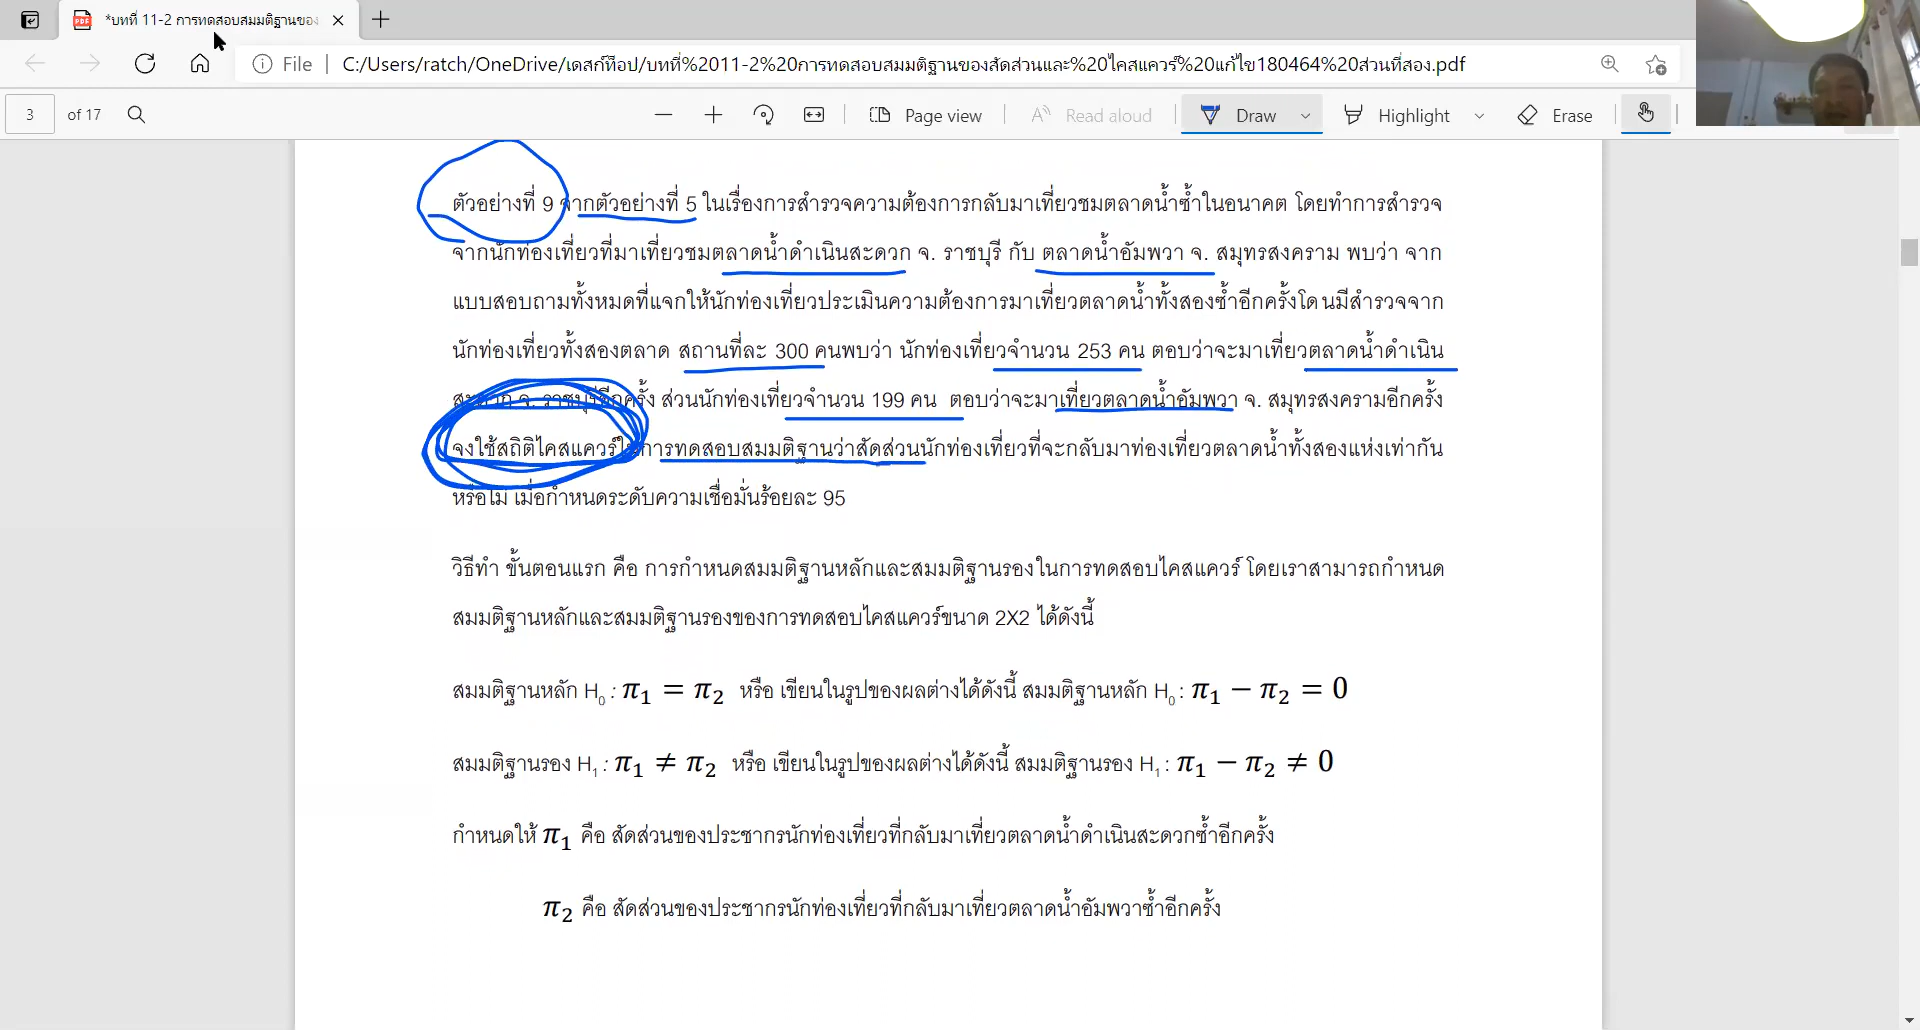 *บทที่ 11-2 การทดสอบสมมติฐานของ
File
C:/Users/ratch/OneDrive/เดสก์ท็อป/บทที่%2011-2%20การทดสอบสมมติฐานของสัดส่วนและ%20ไคสแควร์%20แก้ไข180464%20ส่วนที่สอง.pdf
3 of 17
Page view
Read aloud
Draw
Highlight
Erase
ตัวอย่างที่ 9 จากตัวอย่างที่ 5 ในเรื่องการสำรวจความต้องการกลับมาเที่ยวชมตลาดน้ำซ้ำในอนาคต โดยทำการสำรวจ
จากนักท่องเที่ยวที่มาเที่ยวชมตลาดน้ำดำเนินสะดวก จ. ราชบุรี กับ ตลาดน้ำอัมพวา จ. สมุทรสงคราม พบว่า จาก
แบบสอบถามทั้งหมดที่แจกให้นักท่องเที่ยวประเมินความต้องการมาเที่ยวตลาดน้ำทั้งสองซ้ำอีกครั้งโดนมีสำรวจจาก
นักท่องเที่ยวทั้งสองตลาด สถานที่ละ 300 คนพบว่า นักท่องเที่ยวจำนวน 253 คน ตอบว่าจะมาเที่ยวตลาดน้ำดำเนิน
สะดวก จ. ราชบุรีอีกครั้ง ส่วนนักท่องเที่ยวจำนวน 199 คน ตอบว่าจะมาเที่ยวตลาดน้ำอัมพวา จ. สมุทรสงครามอีกครั้ง
จงใช้สถิติไคสแควร์ในการทดสอบสมมติฐานว่าสัดส่วนนักท่องเที่ยวที่จะกลับมาท่องเที่ยวตลาดน้ำทั้งสองแห่งเท่ากัน
หรือไม่ เมื่อกำหนดระดับความเชื่อมั่นร้อยละ 95
วิธีทำ ขั้นตอนแรก คือ การกำหนดสมมติฐานหลักและสมมติฐานรองในการทดสอบไคสแควร์ โดยเราสามารถกำหนด
สมมติฐานหลักและสมมติฐานรองของการทดสอบไคสแควร์ขนาด 2X2 ได้ดังนี้
สมมติฐานหลัก H₀ : π₁ = π₂ หรือ เขียนในรูปของผลต่างได้ดังนี้ สมมติฐานหลัก H₀ : π₁ − π₂ = 0
สมมติฐานรอง H₁ : π₁ ≠ π₂ หรือ เขียนในรูปของผลต่างได้ดังนี้ สมมติฐานรอง H₁ : π₁ − π₂ ≠ 0
กำหนดให้ π₁ คือ สัดส่วนของประชากรนักท่องเที่ยวที่กลับมาเที่ยวตลาดน้ำดำเนินสะดวกซ้ำอีกครั้ง
π₂ คือ สัดส่วนของประชากรนักท่องเที่ยวที่กลับมาเที่ยวตลาดน้ำอัมพวาซ้ำอีกครั้ง